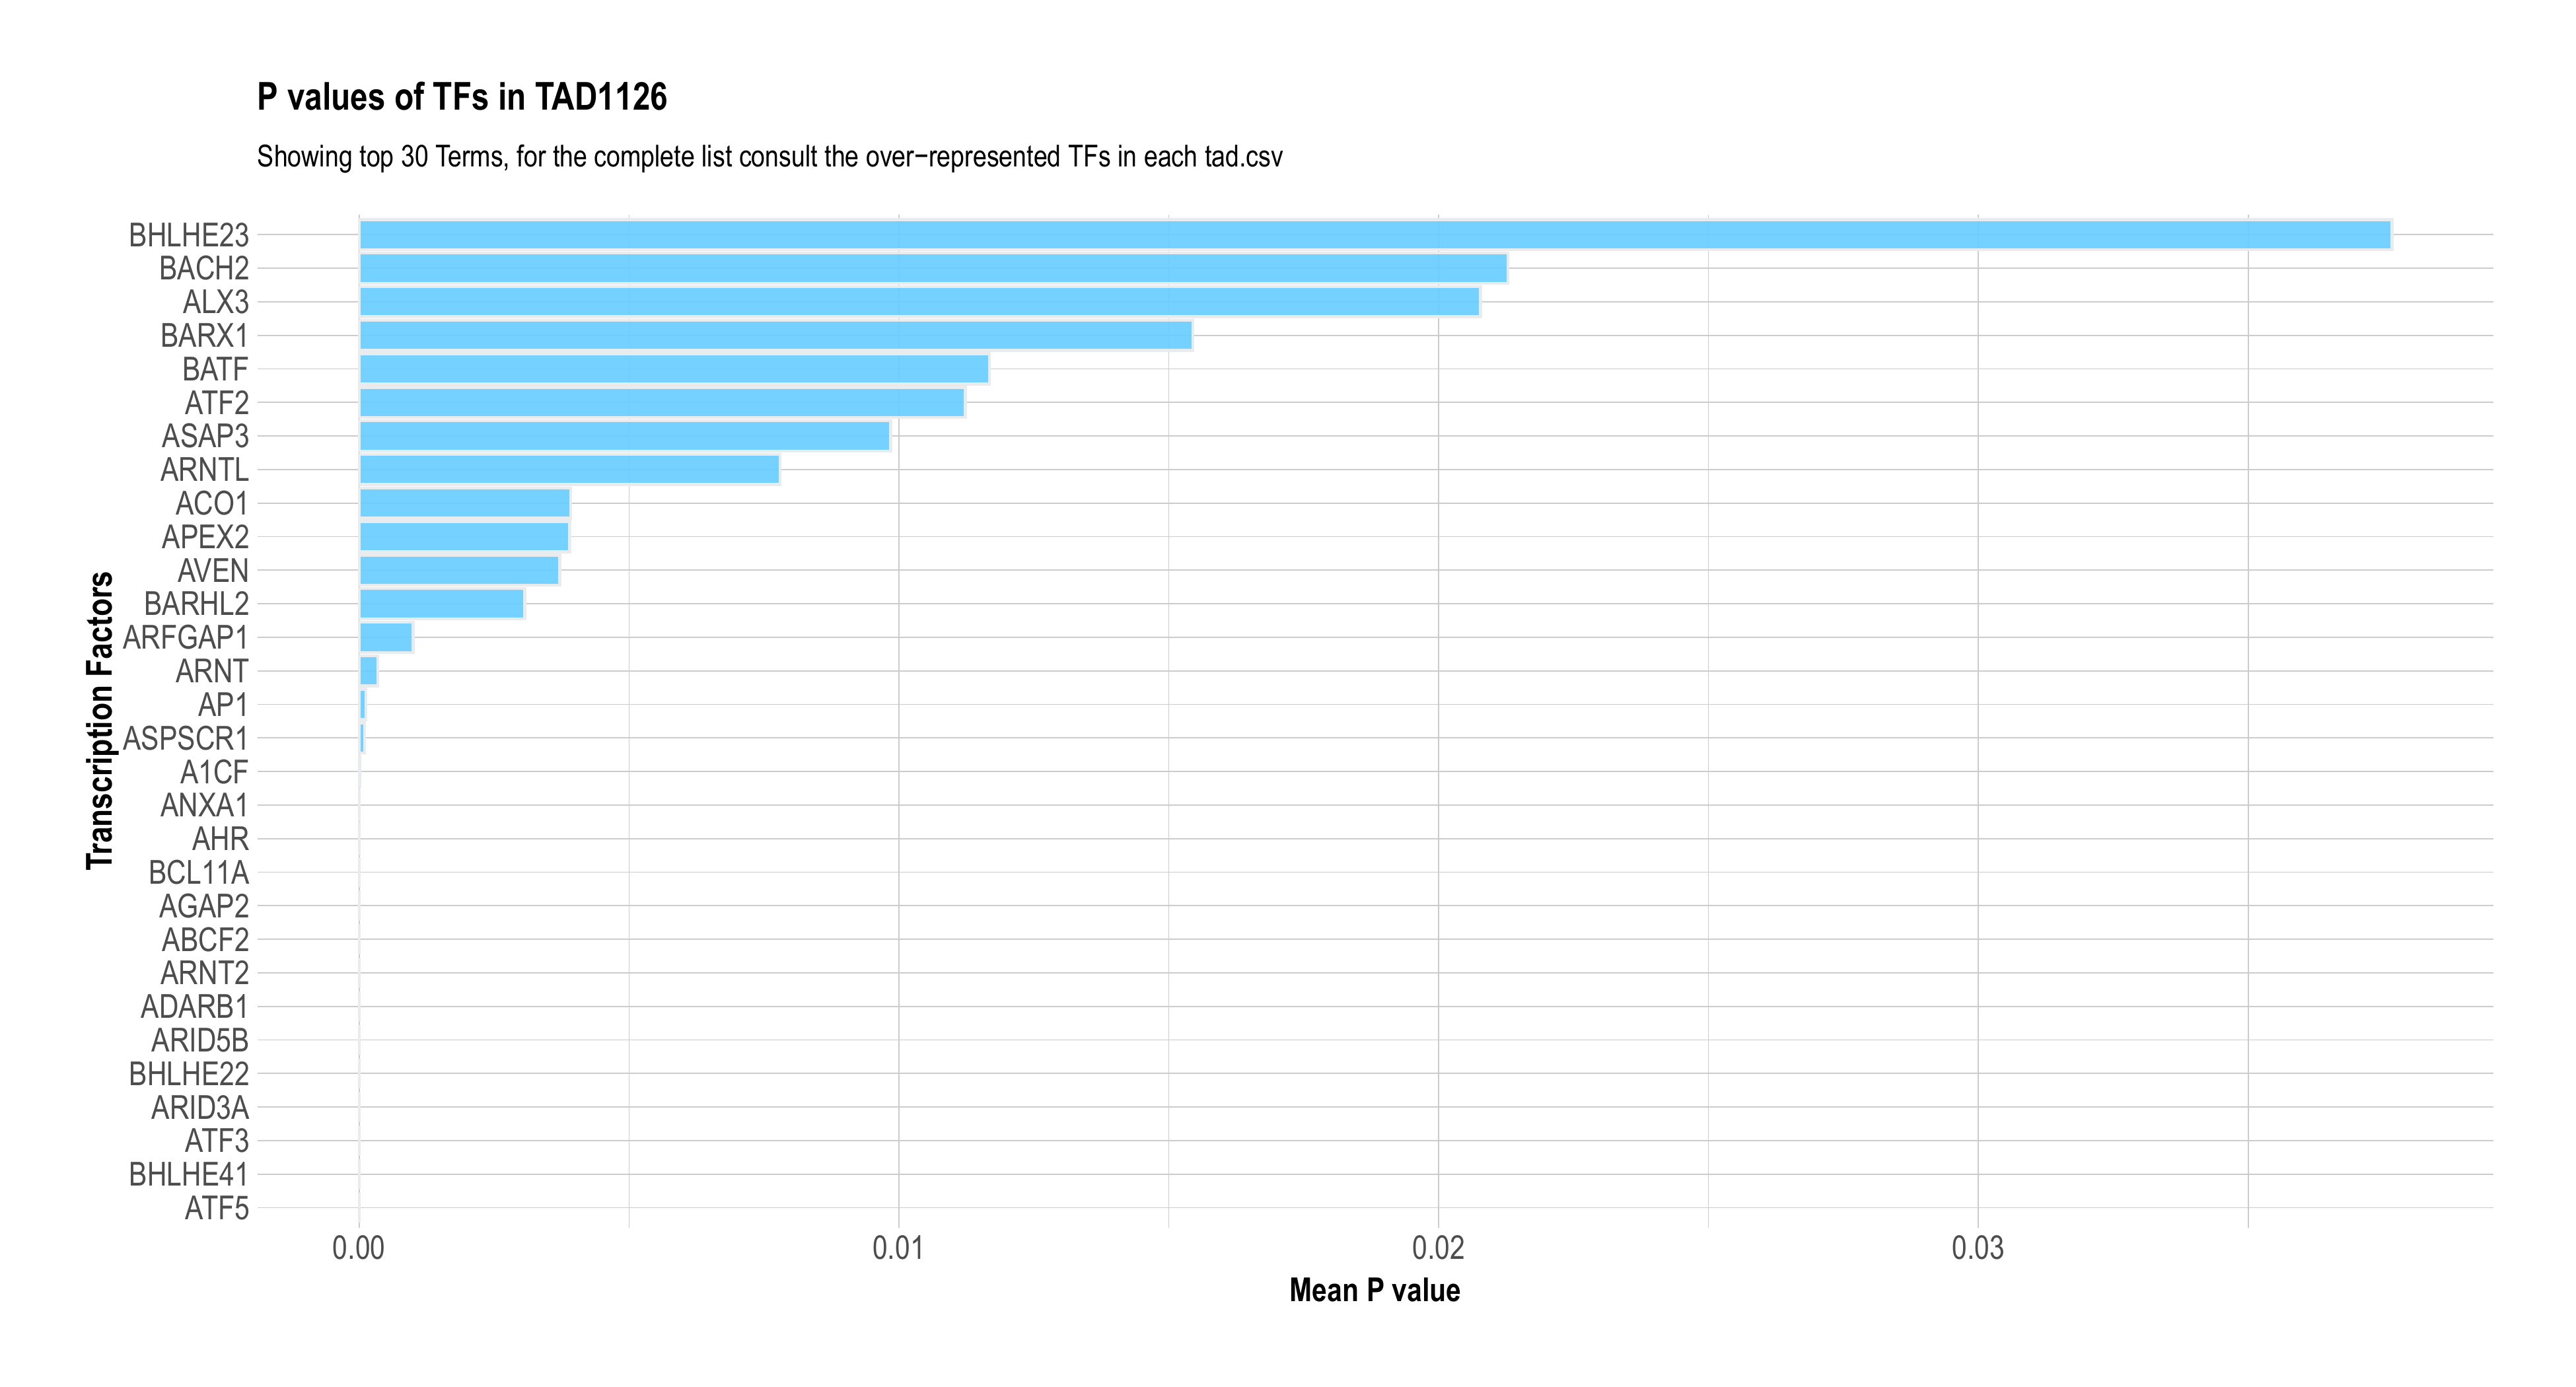 P values of TFs in TAD1126
Showing top 30 Terms, for the complete list consult the over−represented TFs in each tad.csv
Transcription Factors
BHLHE23
BACH2
ALX3
BARX1
BATF
ATF2
ASAP3
ARNTL
ACO1
APEX2
AVEN
BARHL2
ARFGAP1
ARNT
AP1
ASPSCR1
A1CF
ANXA1
AHR
BCL11A
AGAP2
ABCF2
ARNT2
ADARB1
ARID5B
BHLHE22
ARID3A
ATF3
BHLHE41
ATF5
0.00 0.01 0.02 0.03
Mean P value